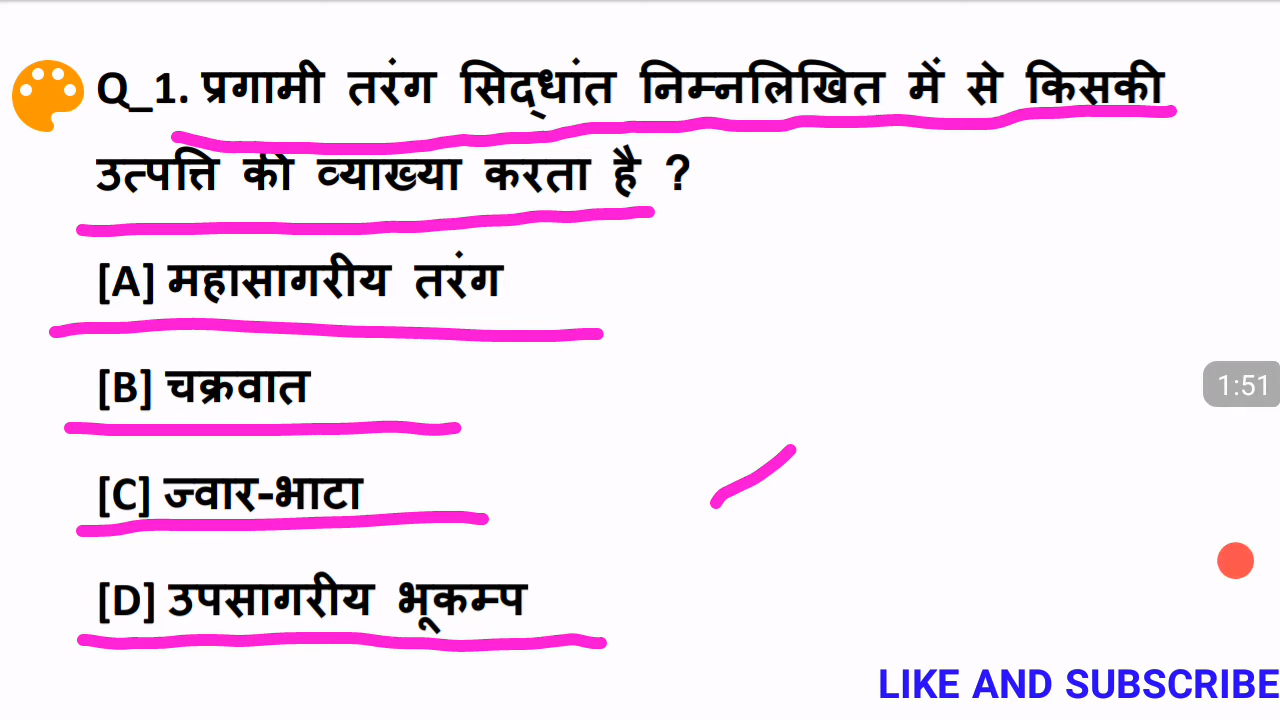 Q_1. प्रगामी तरंग सिद्धांत निम्नलिखित में से किसकी
उत्पत्ति की व्याख्या करता है ?
[A] महासागरीय तरंग
[B] चक्रवात
1:51
[C] ज्वार-भाटा
[D] उपसागरीय भूकम्प
LIKE AND SUBSCRIBE